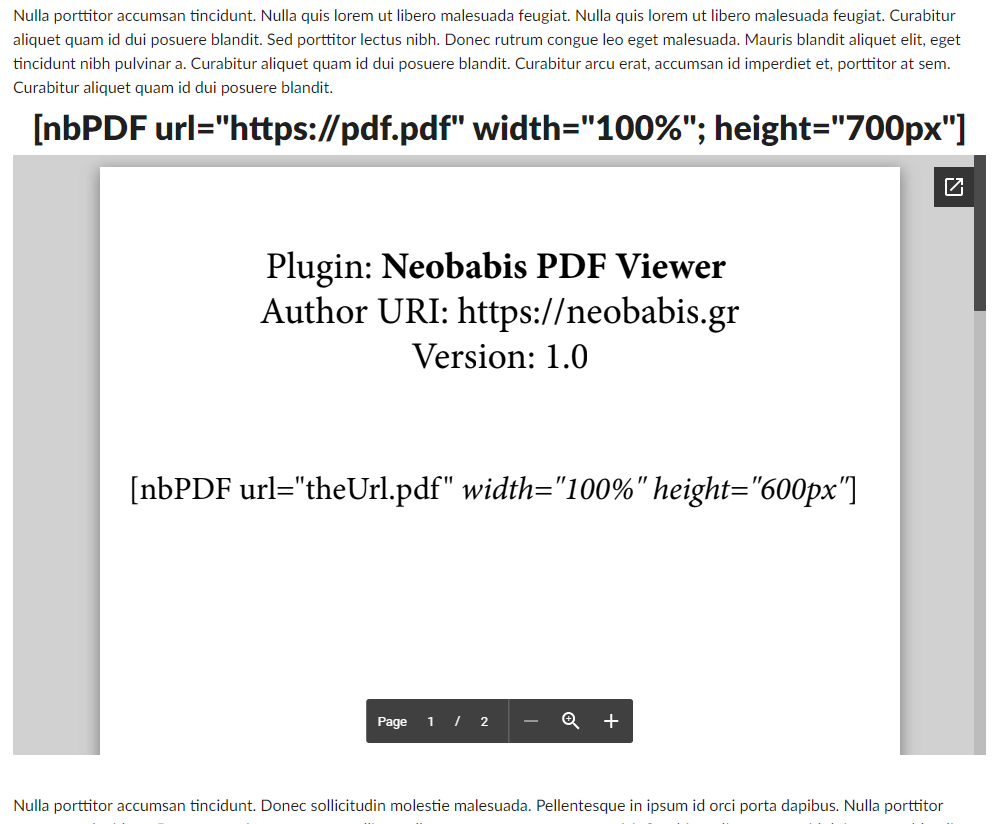 Nulla porttitor accumsan tincidunt. Nulla quis lorem ut libero malesuada feugiat. Nulla quis lorem ut libero malesuada feugiat. Curabitur
aliquet quam id dui posuere blandit. Sed porttitor lectus nibh. Donec rutrum congue leo eget malesuada. Mauris blandit aliquet elit, eget
tincidunt nibh pulvinar a. Curabitur aliquet quam id dui posuere blandit. Curabitur arcu erat, accumsan id imperdiet et, porttitor at sem.
Curabitur aliquet quam id dui posuere blandit.
[nbPDF url="https://pdf.pdf" width="100%"; height="700px"]
Plugin: Neobabis PDF Viewer
Author URI: https://neobabis.gr
Version: 1.0
[nbPDF url="theUrl.pdf" width="100%" height="600px"]
Page 1 / 2
Nulla porttitor accumsan tincidunt. Donec sollicitudin molestie malesuada. Pellentesque in ipsum id orci porta dapibus. Nulla porttitor